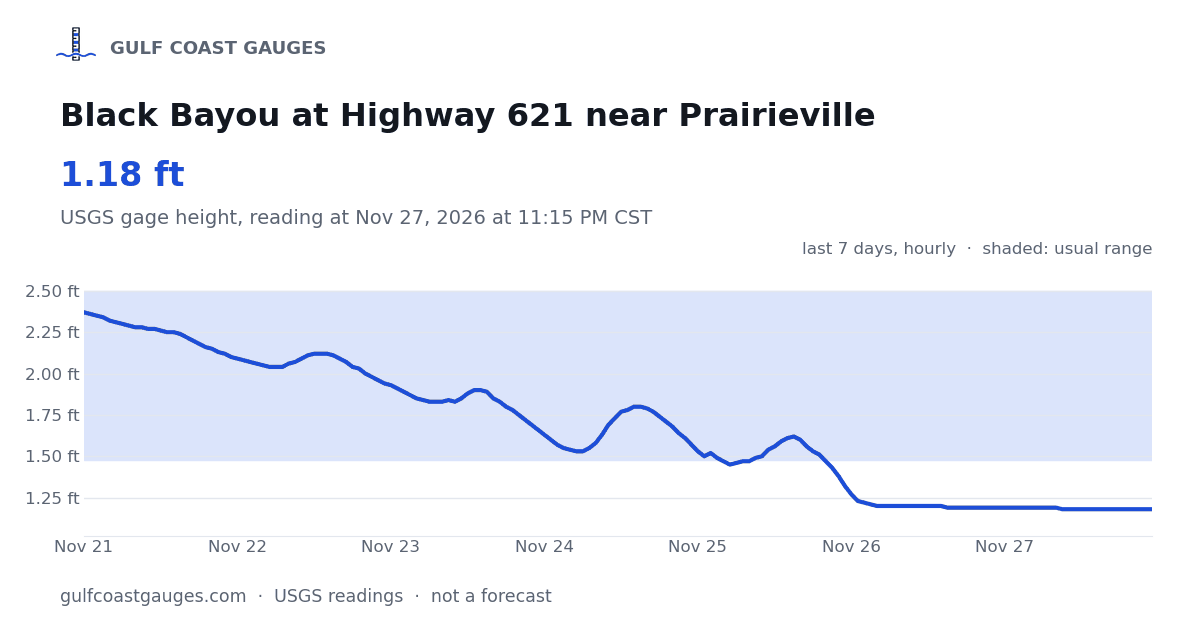 GULF COAST GAUGES
Black Bayou at Highway 621 near Prairieville
1.18 ft
USGS gage height, reading at Nov 27, 2026 at 11:15 PM CST
last 7 days, hourly · shaded: usual range
2.50 ft
2.25 ft
2.00 ft
1.75 ft
1.50 ft
1.25 ft
Nov 21 Nov 22 Nov 23 Nov 24 Nov 25 Nov 26 Nov 27
gulfcoastgauges.com · USGS readings · not a forecast